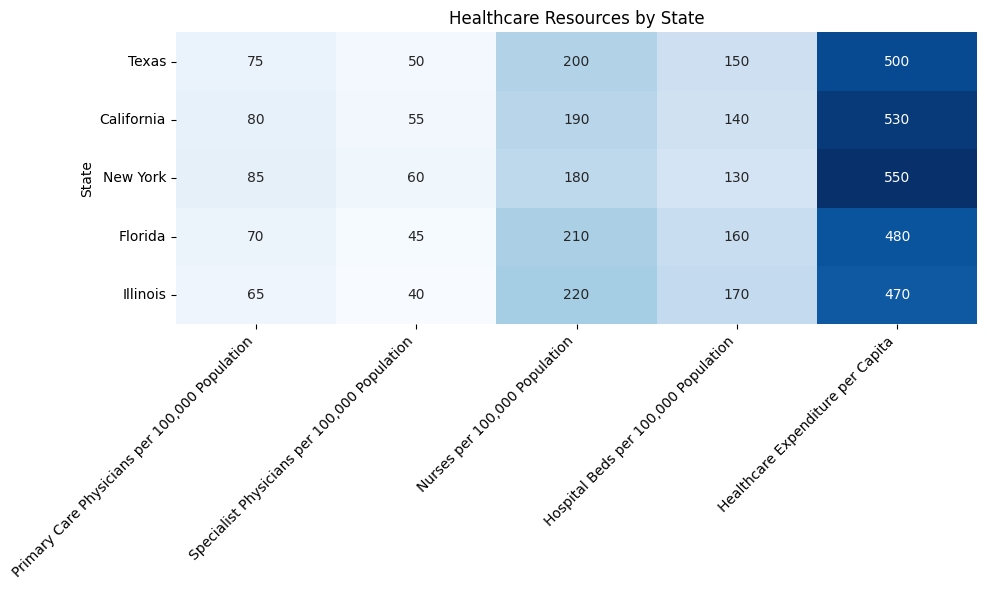 Healthcare Resources by State
State
Texas 75 50 200 150 500
California 80 55 190 140 530
New York 85 60 180 130 550
Florida 70 45 210 160 480
Illinois 65 40 220 170 470
Primary Care Physicians per 100,000 Population
Specialist Physicians per 100,000 Population
Nurses per 100,000 Population
Hospital Beds per 100,000 Population
Healthcare Expenditure per Capita